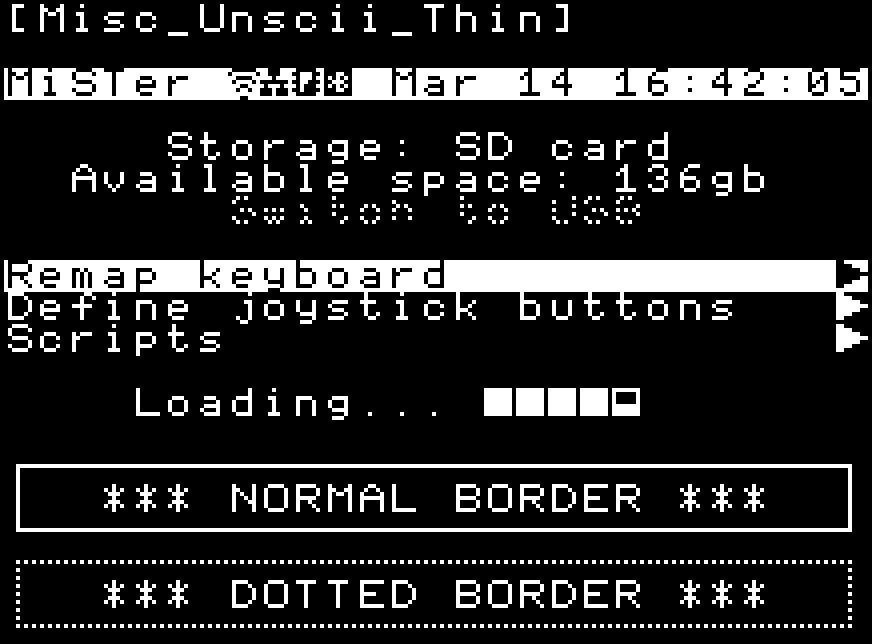 [Misc_Unscii_Thin]
MiSTer Mar 14 16:42:05
Storage: SD card
Available space: 136gb
Switch to USB
Remap keyboard
Define joystick buttons
Scripts
Loading...
*** NORMAL BORDER ***
*** DOTTED BORDER ***